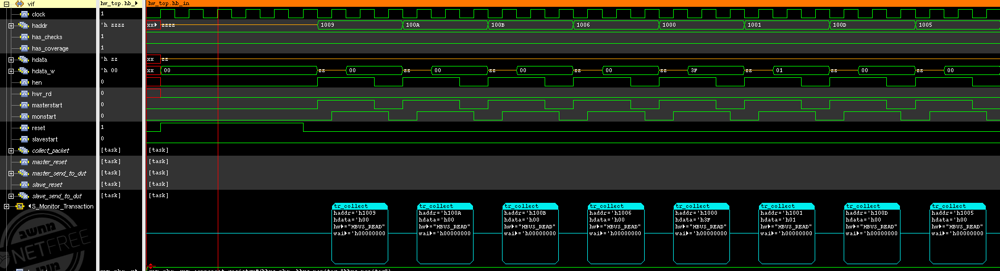 vif hw_top.hb_ hw_top.hb_in
clock 1
haddr 'h zzzz xx zzzz 1009 100A 100B 1006 1000 1001 100D 1005
has_checks 1
has_coverage 1
hdata 'h zz xx zz
hdata_w 'h 00 xx 00 zz 00 zz 00 zz 00 zz 00 zz 3F zz 01 zz 00 zz 00
hen 0
hwr_rd 0
masterstart 0
monstart 0
reset 1
slavestart 0
collect_packet [task] [task]
master_reset [task] [task]
master_send_to_dut [task] [task]
slave_reset [task] [task]
slave_send_to_dut [task] [task]
S_Monitor_Transaction tr_collect tr_collect tr_collect tr_collect tr_collect tr_collect tr_collect tr_collect
haddr='h1009 haddr='h100A haddr='h100B haddr='h1006 haddr='h1000 haddr='h1001 haddr='h100D haddr='h1005
hdata='h00 hdata='h00 hdata='h00 hdata='h00 hdata='h3F hdata='h01 hdata='h00 hdata='h00
hw▶="HBUS_READ" hw▶="HBUS_READ" hw▶="HBUS_READ" hw▶="HBUS_READ" hw▶="HBUS_READ" hw▶="HBUS_READ" hw▶="HBUS_READ" hw▶="HBUS_READ"
wai▶='h00000000 wai▶='h00000000 wai▶='h00000000 wai▶='h00000000 wai▶='h00000000 wai▶='h00000000 wai▶='h00000000 wai▶='h00000000
מחשב
NETFREE